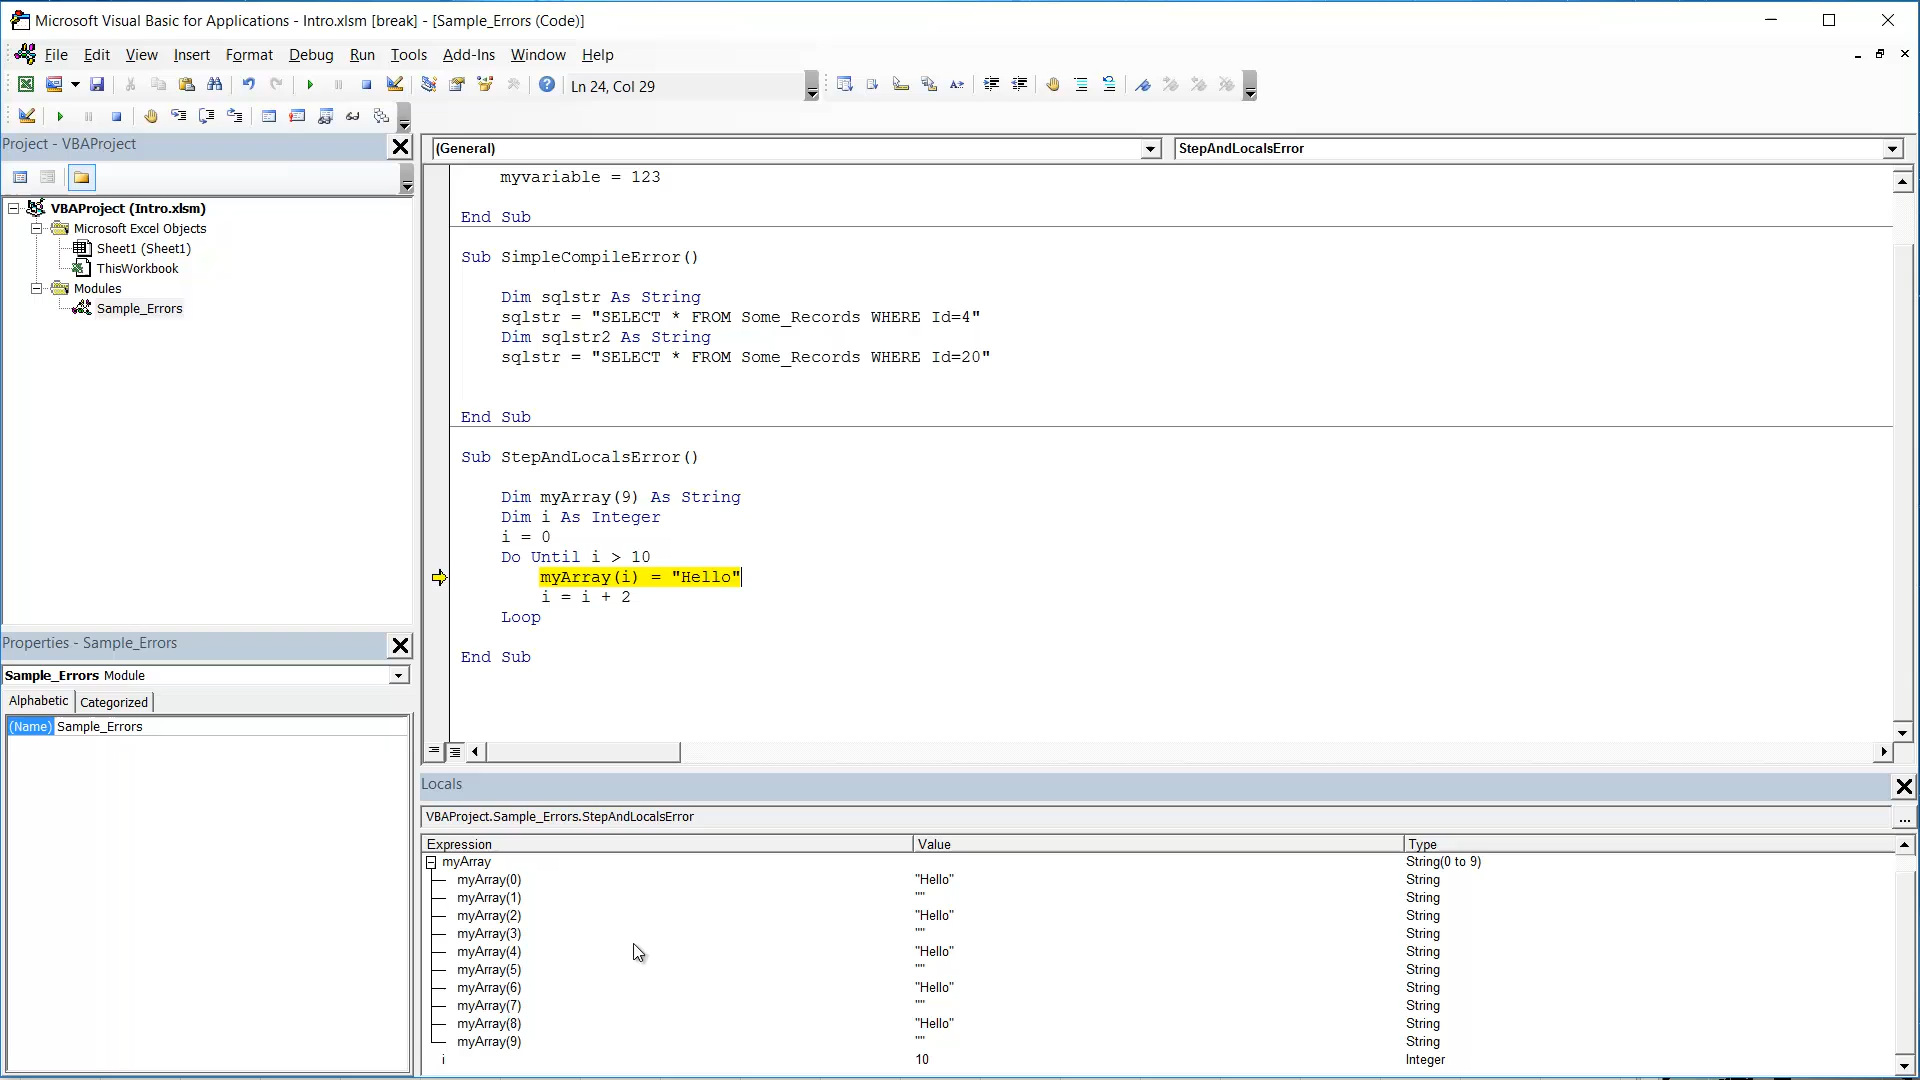 Microsoft Visual Basic for Applications - Intro.xlsm [break] - [Sample_Errors (Code)]
File Edit View Insert Format Debug Run Tools Add-Ins Window Help
Ln 24, Col 29
Project - VBAProject
VBAProject (Intro.xlsm)
Microsoft Excel Objects
Sheet1 (Sheet1)
ThisWorkbook
Modules
Sample_Errors
Properties - Sample_Errors
Sample_Errors Module
Alphabetic Categorized
(Name) Sample_Errors
(General) StepAndLocalsError
myvariable = 123
End Sub
Sub SimpleCompileError()
Dim sqlstr As String
sqlstr = "SELECT * FROM Some_Records WHERE Id=4"
Dim sqlstr2 As String
sqlstr = "SELECT * FROM Some_Records WHERE Id=20"
End Sub
Sub StepAndLocalsError()
Dim myArray(9) As String
Dim i As Integer
i = 0
Do Until i > 10
myArray(i) = "Hello"
i = i + 2
Loop
End Sub
Locals
VBAProject.Sample_Errors.StepAndLocalsError ...
Expression Value Type
myArray String(0 to 9)
myArray(0) "Hello" String
myArray(1) "" String
myArray(2) "Hello" String
myArray(3) "" String
myArray(4) "Hello" String
myArray(5) "" String
myArray(6) "Hello" String
myArray(7) "" String
myArray(8) "Hello" String
myArray(9) "" String
i 10 Integer